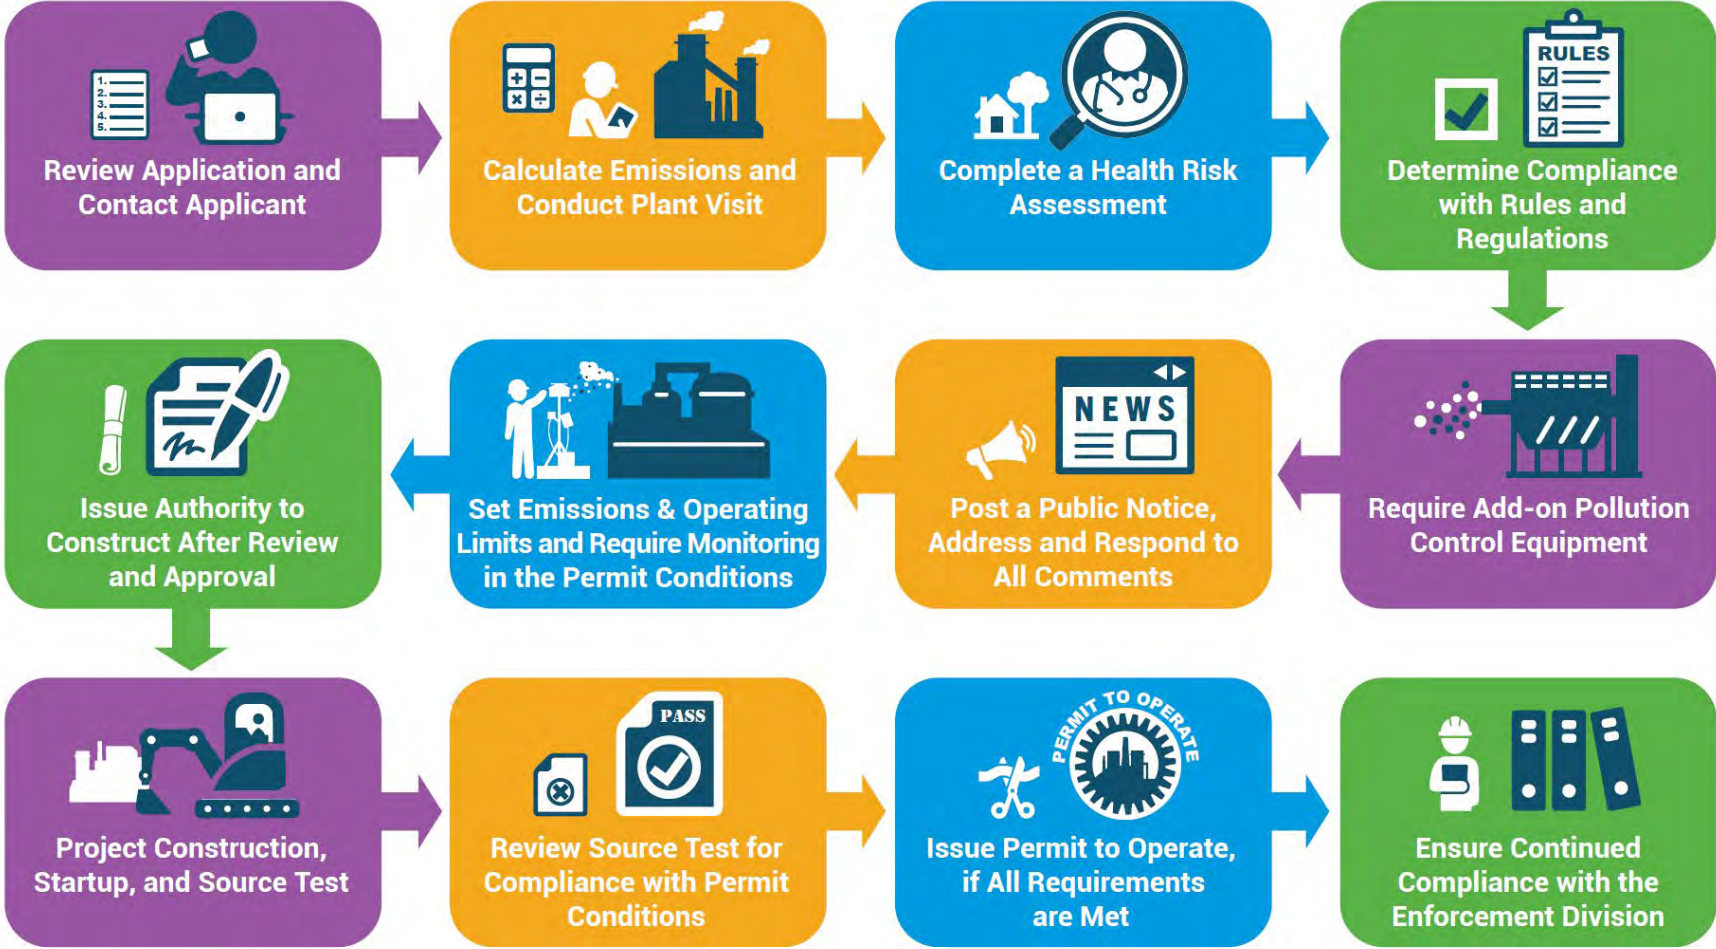 1.
2.
3.
4.
5.
Review Application and
Contact Applicant
Calculate Emissions and
Conduct Plant Visit
Complete a Health Risk
Assessment
RULES
Determine Compliance
with Rules and
Regulations
Require Add-on Pollution
Control Equipment
NEWS
Post a Public Notice,
Address and Respond to
All Comments
Set Emissions & Operating
Limits and Require Monitoring
in the Permit Conditions
Issue Authority to
Construct After Review
and Approval
Project Construction,
Startup, and Source Test
PASS
Review Source Test for
Compliance with Permit
Conditions
PERMIT TO OPERATE
Issue Permit to Operate,
if All Requirements
are Met
Ensure Continued
Compliance with the
Enforcement Division